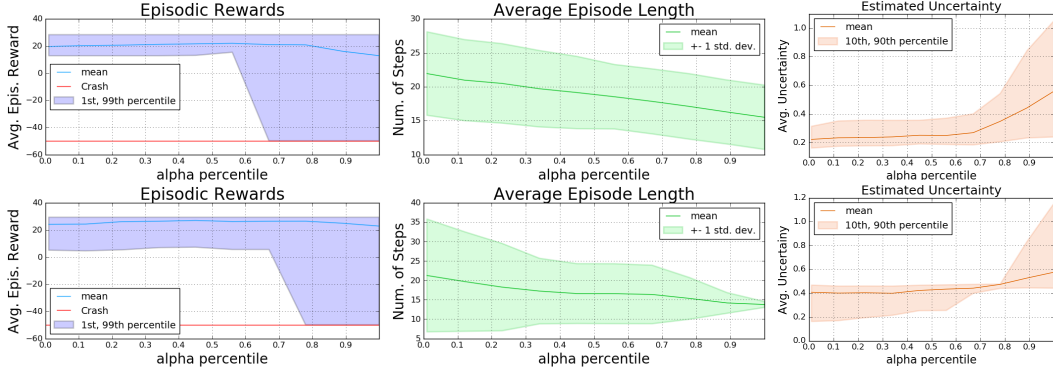 Episodic Rewards
Avg. Epis. Reward
40
20
0
−20
−40
−60
mean
Crash
1st, 99th percentile
0.0 0.1 0.2 0.3 0.4 0.5 0.6 0.7 0.8 0.9
alpha percentile
Average Episode Length
Num. of Steps
30
25
20
15
10
mean
+- 1 std. dev.
0.0 0.1 0.2 0.3 0.4 0.5 0.6 0.7 0.8 0.9
alpha percentile
Estimated Uncertainty
Avg. Uncertainty
1.0
0.8
0.6
0.4
0.2
mean
10th, 90th percentile
0.0 0.1 0.2 0.3 0.4 0.5 0.6 0.7 0.8 0.9
alpha percentile
Episodic Rewards
Avg. Epis. Reward
40
20
0
−20
−40
−60
mean
Crash
1st, 99th percentile
0.0 0.1 0.2 0.3 0.4 0.5 0.6 0.7 0.8 0.9
alpha percentile
Average Episode Length
Num. of Steps
40
35
30
25
20
15
10
5
mean
+- 1 std. dev.
0.0 0.1 0.2 0.3 0.4 0.5 0.6 0.7 0.8 0.9
alpha percentile
Estimated Uncertainty
Avg. Uncertainty
1.2
1.0
0.8
0.6
0.4
0.2
0.0
mean
10th, 90th percentile
0.0 0.1 0.2 0.3 0.4 0.5 0.6 0.7 0.8 0.9
alpha percentile